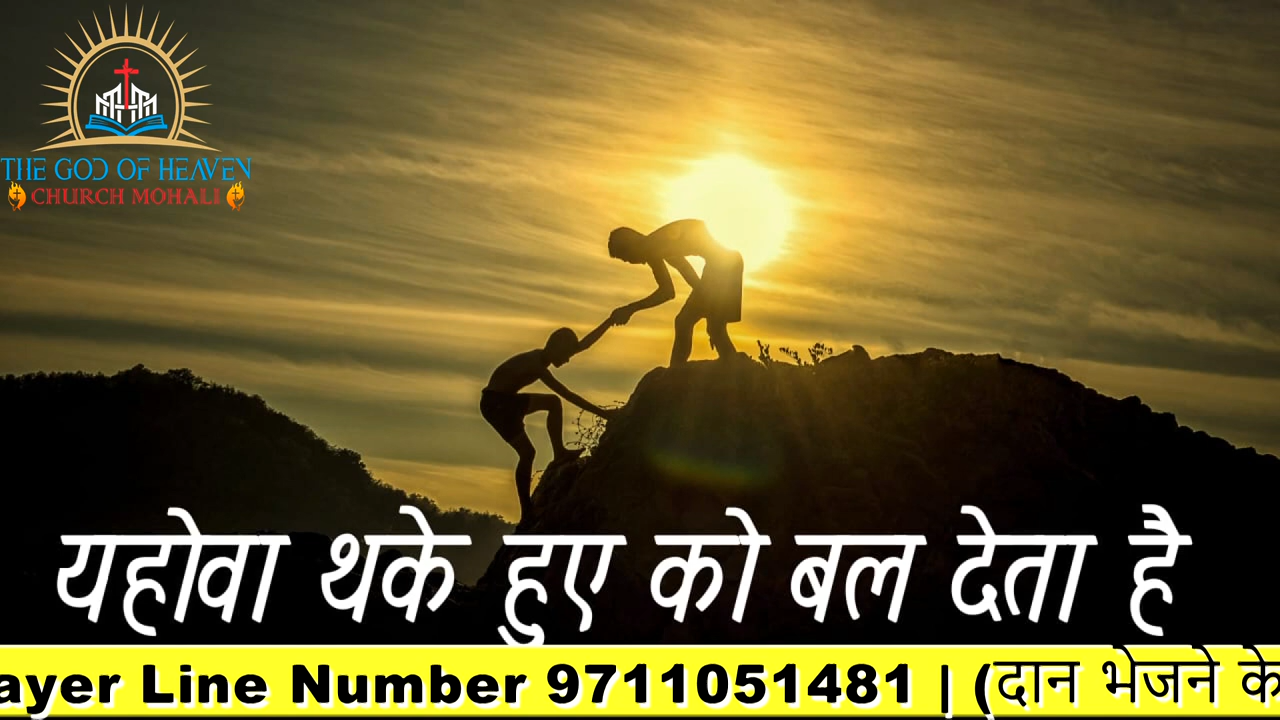 THE GOD OF HEAVEN
CHURCH MOHALI
यहोवा थके हुए को बल देता है
ayer Line Number 9711051481 | (दान भेजने के